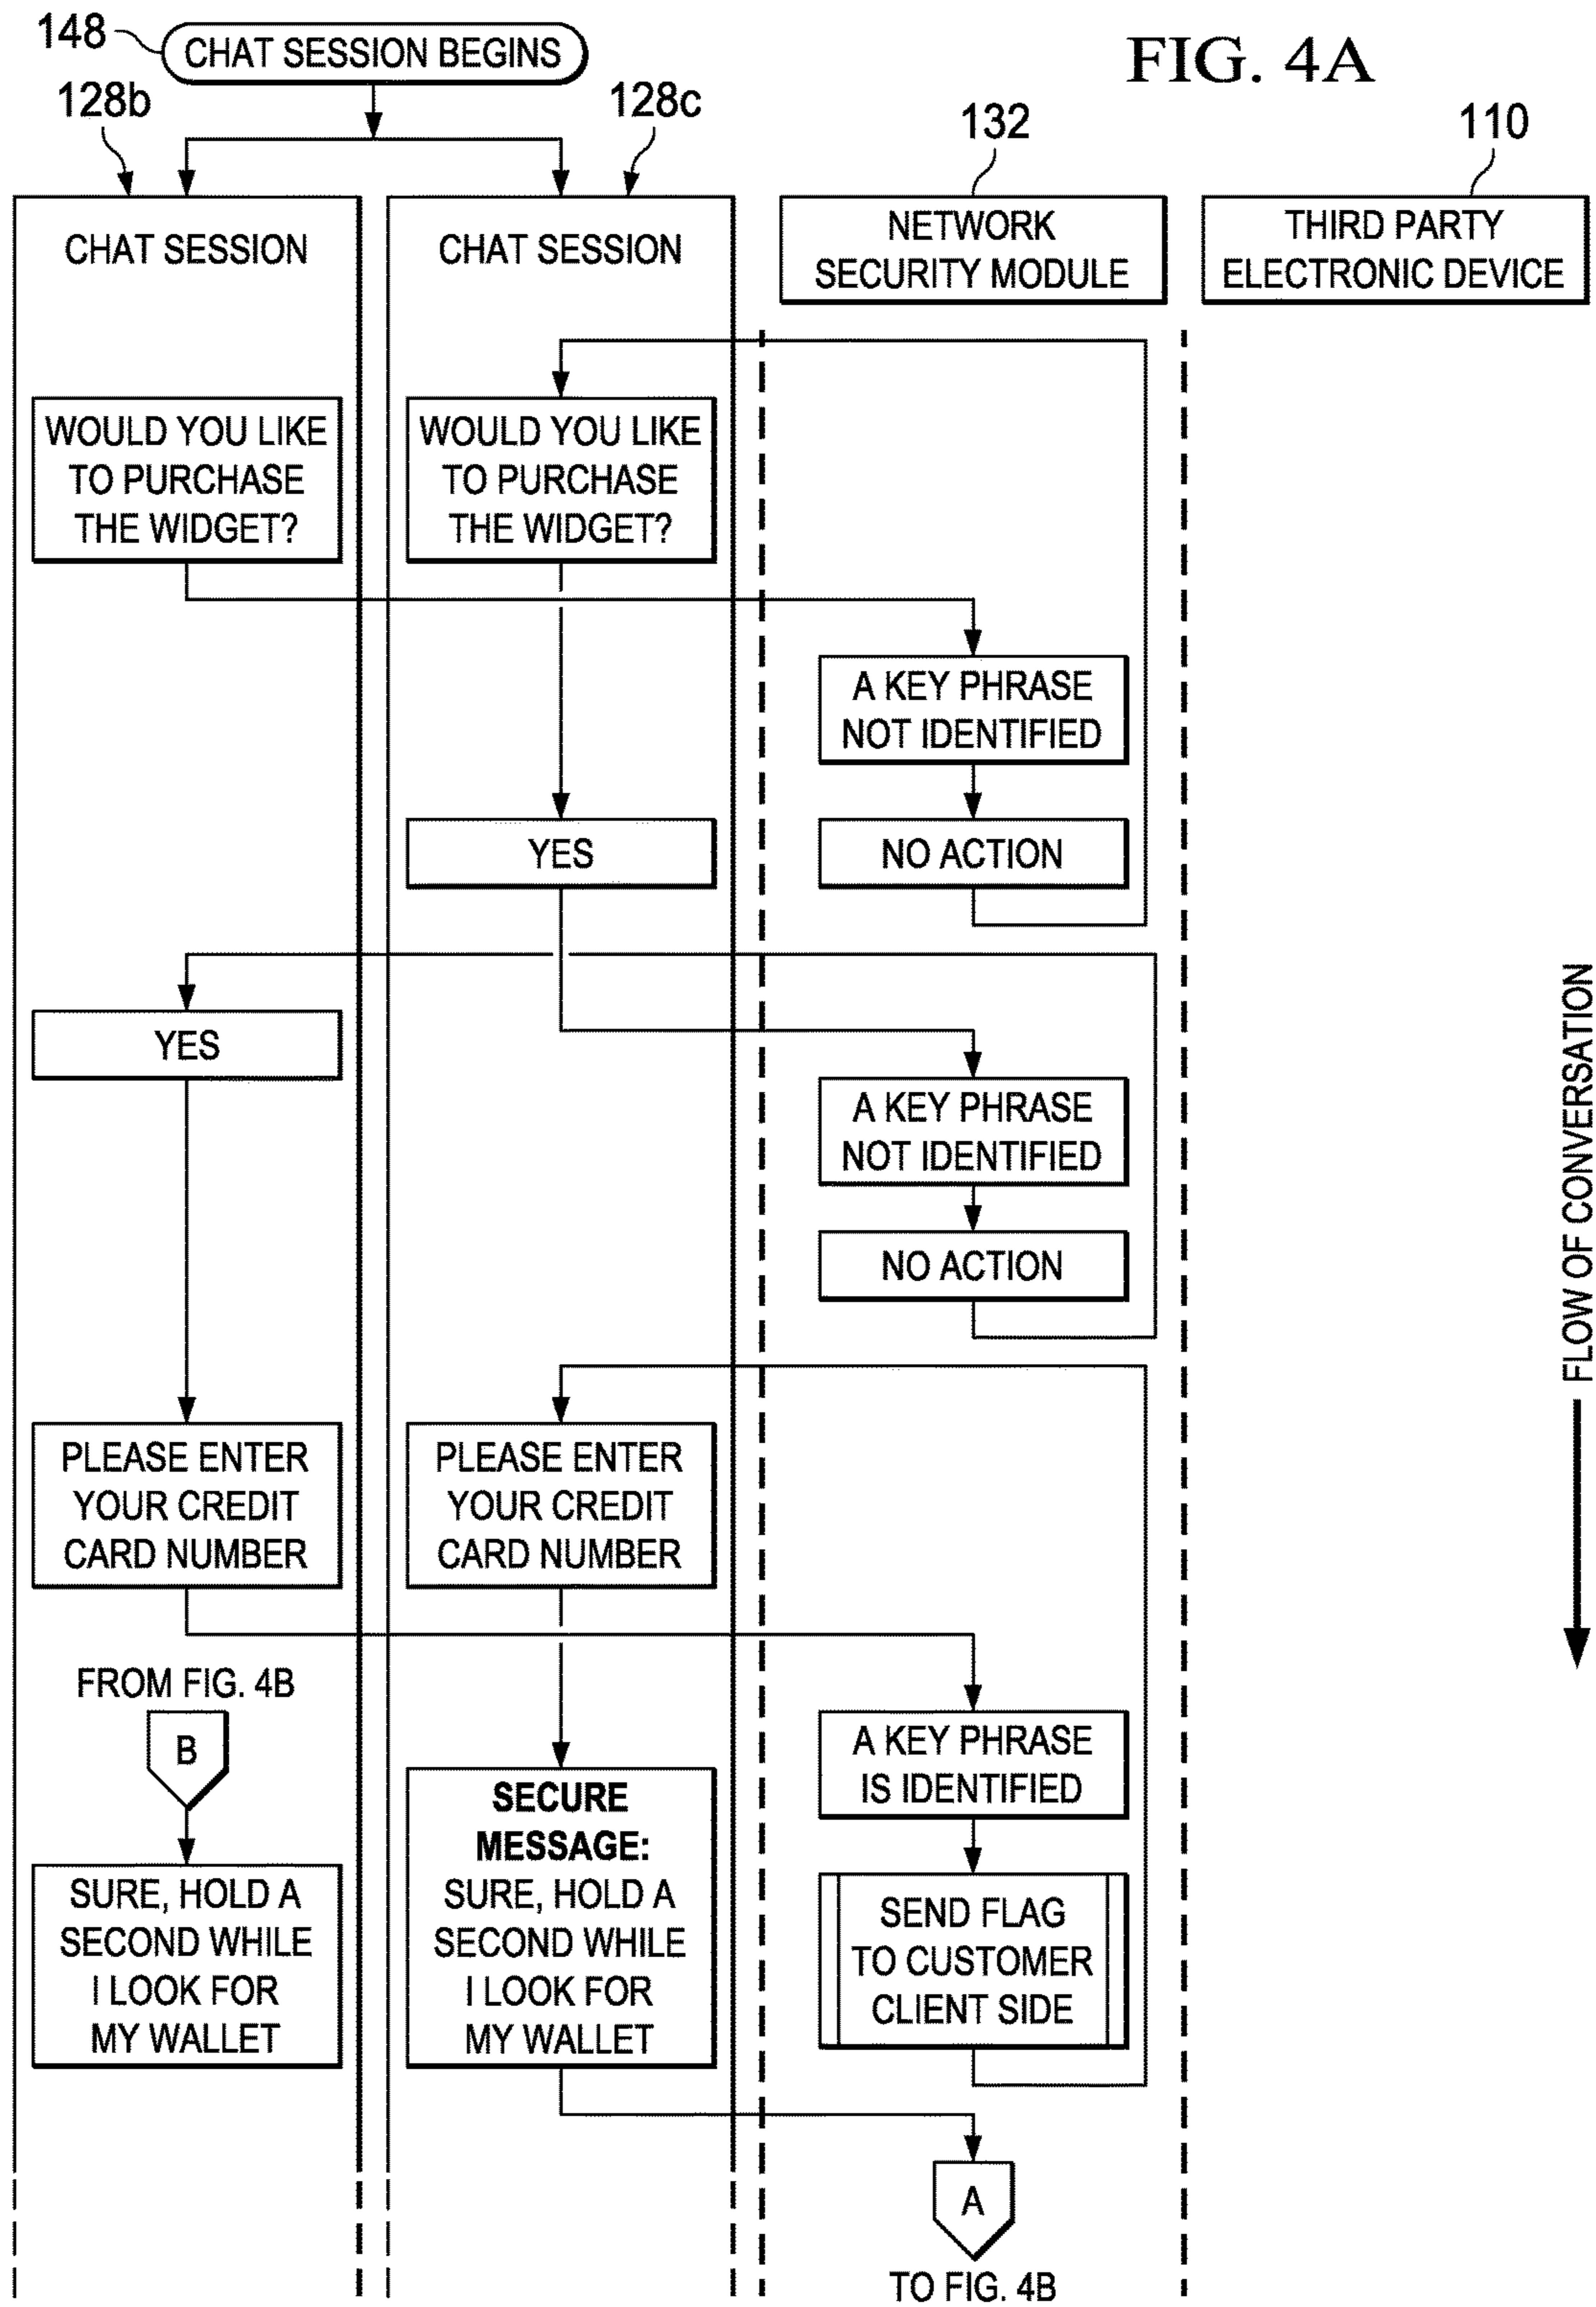 148
CHAT SESSION BEGINS
FIG. 4A
128b
128c
132
110
CHAT SESSION
CHAT SESSION
NETWORK
SECURITY MODULE
THIRD PARTY
ELECTRONIC DEVICE
WOULD YOU LIKE
TO PURCHASE
THE WIDGET?
WOULD YOU LIKE
TO PURCHASE
THE WIDGET?
A KEY PHRASE
NOT IDENTIFIED
YES
NO ACTION
YES
A KEY PHRASE
NOT IDENTIFIED
NO ACTION
FLOW OF CONVERSATION
PLEASE ENTER
YOUR CREDIT
CARD NUMBER
PLEASE ENTER
YOUR CREDIT
CARD NUMBER
FROM FIG. 4B
B
A KEY PHRASE
IS IDENTIFIED
SURE, HOLD A
SECOND WHILE
I LOOK FOR
MY WALLET
SECURE
MESSAGE:
SURE, HOLD A
SECOND WHILE
I LOOK FOR
MY WALLET
SEND FLAG
TO CUSTOMER
CLIENT SIDE
A
TO FIG. 4B